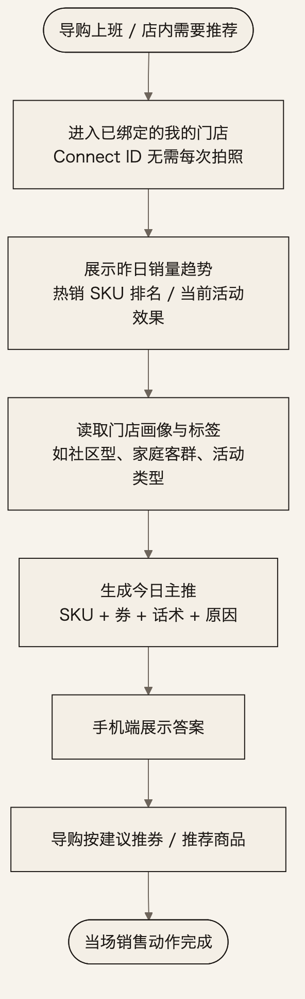 导购上班 / 店内需要推荐
进入已绑定的我的门店
Connect ID 无需每次拍照
展示昨日销量趋势
热销 SKU 排名 / 当前活动
效果
读取门店画像与标签
如社区型、家庭客群、活动
类型
生成今日主推
SKU + 券 + 话术 + 原因
手机端展示答案
导购按建议推券 / 推荐商品
当场销售动作完成